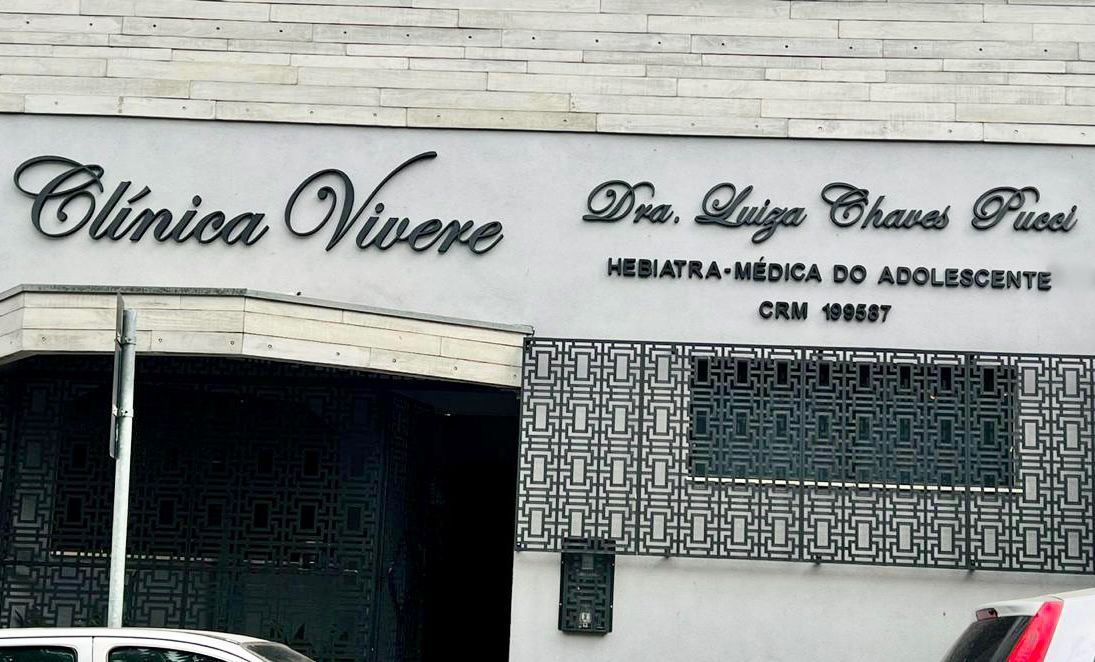 Clínica Vivere
Dra. Luiza Chaves Pucci
HEBIATRA-MÉDICA DO ADOLESCENTE
CRM 199587